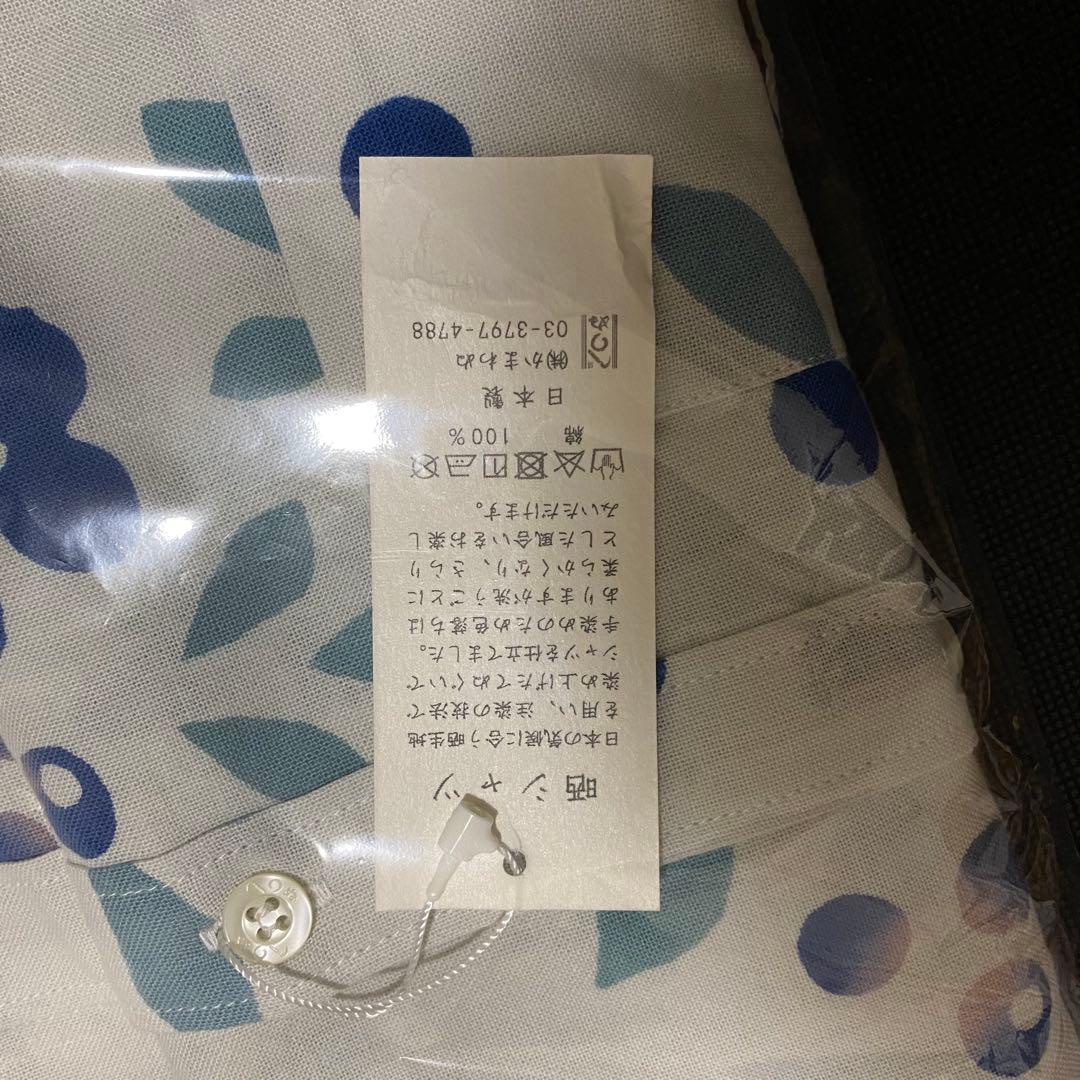 晒シャツ
日本の気候に合う晒生地
を用い、注染の技法で
染め上げたてぬぐいで
シャツを仕立てました。
手染めのため色落ちは
ありますが洗うごとに
柔らかくなり、さらり
とした風合いをお楽し
みいただけます。
綿 100%
日本製
㈱かまわぬ
03-3797-4788